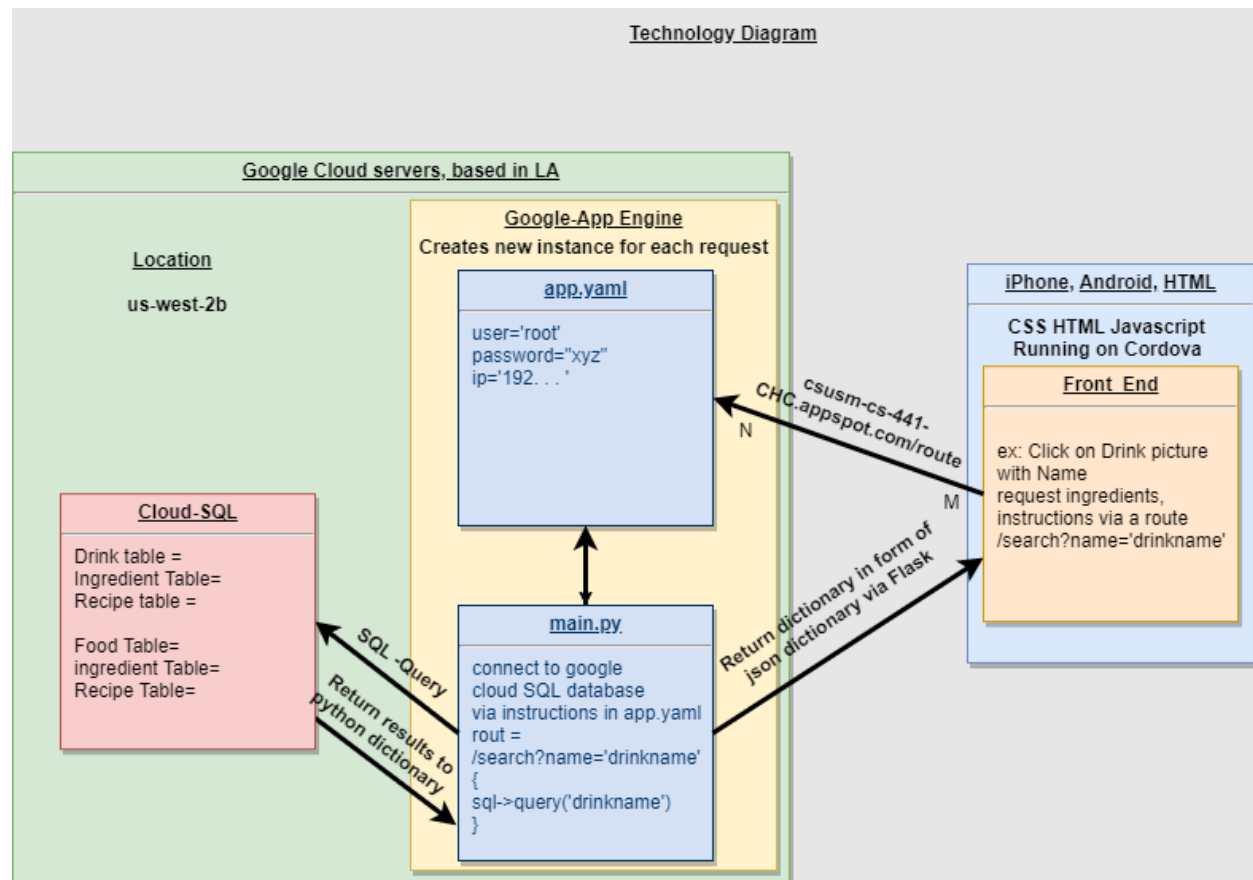 Technology Diagram
Google Cloud servers, based in LA
Location
us-west-2b
Google-App Engine
Creates new instance for each request
app.yaml
user='root'
password="xyz"
ip='192. . . '
iPhone, Android, HTML
CSS HTML Javascript
Running on Cordova
Front_End
ex: Click on Drink picture
with Name
request ingredients,
instructions via a route
/search?name='drinkname'
csusm-cs-441-
CHC.appspot.com/route
N
M
Cloud-SQL
Drink table =
Ingredient Table=
Recipe table =
Food Table=
ingredient Table=
Recipe Table=
SQL -Query
Return results to
python dictionary
main.py
connect to google
cloud SQL database
via instructions in app.yaml
rout =
/search?name='drinkname'
{
sql->query('drinkname')
}
Return dictionary in form of
json dictionary via Flask